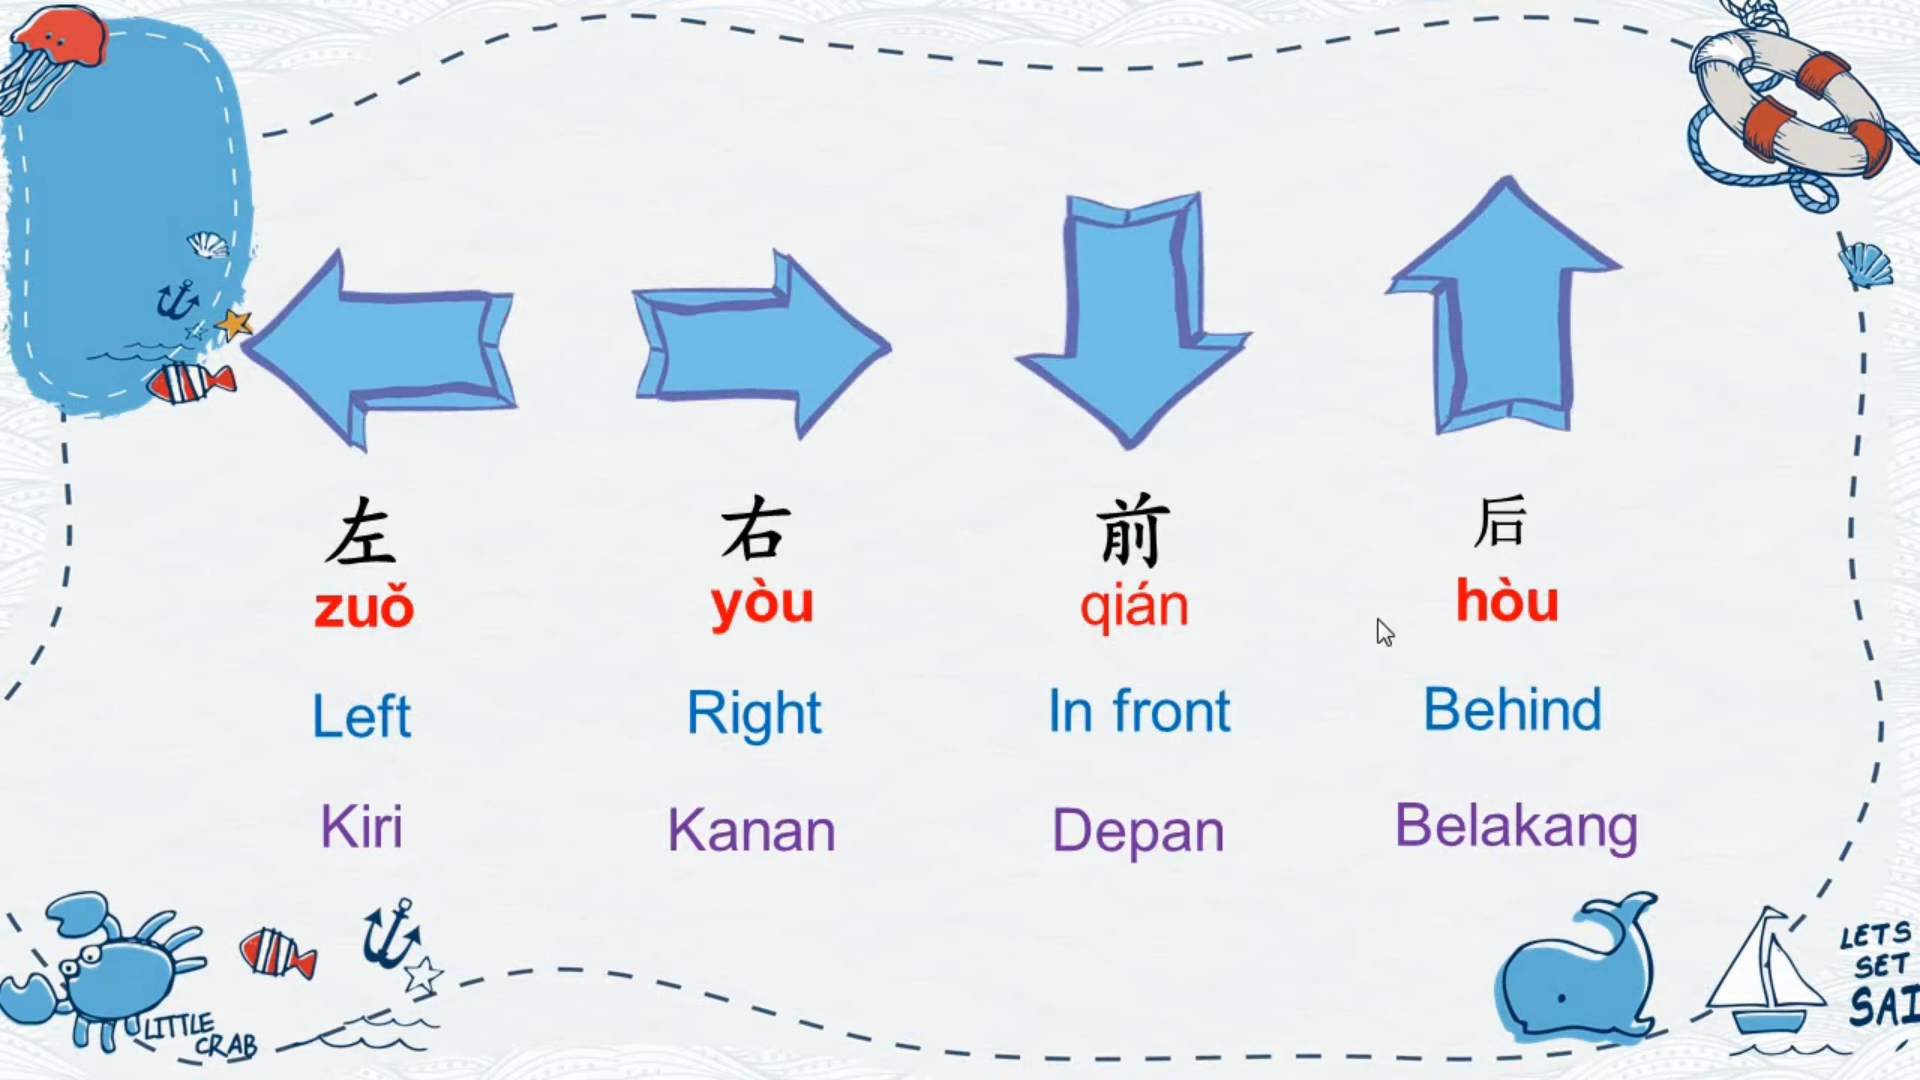 左 右 前 后
zuǒ yòu qián hòu
Left Right In front Behind
Kiri Kanan Depan Belakang
LITTLE
CRAB
LETS
SET
SAI